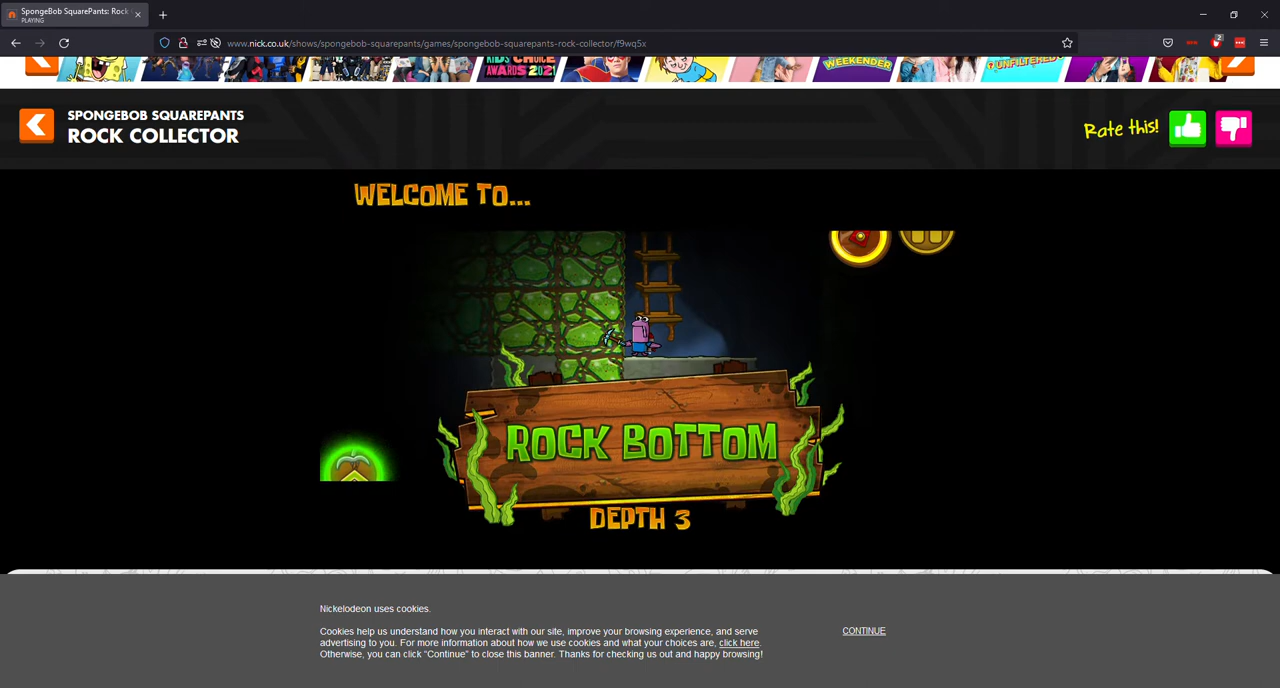 SpongeBob SquarePants: Rock C
PLAYING
www.nick.co.uk/shows/spongebob-squarepants/games/spongebob-squarepants-rock-collector/f9wq5x
2
KIDS CHOICE
AWARDS 2021
WEEKENDER
UNFILTERED
SPONGEBOB SQUAREPANTS
ROCK COLLECTOR
Rate this!
WELCOME TO...
ROCK BOTTOM
DEPTH 3
Nickelodeon uses cookies.
Cookies help us understand how you interact with our site, improve your browsing experience, and serve
advertising to you. For more information about how we use cookies and what your choices are, click here.
Otherwise, you can click “Continue” to close this banner. Thanks for checking us out and happy browsing!
CONTINUE